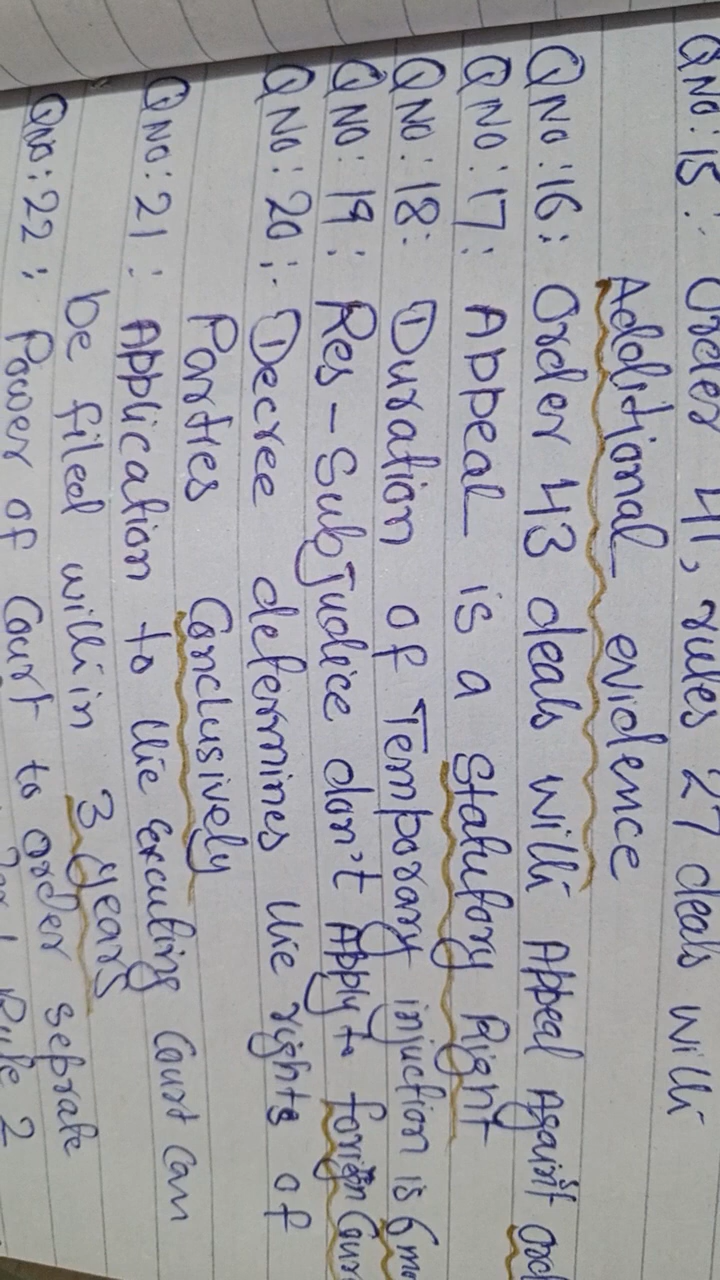 Q NO: 15: Order 41, rules 27 deals with
Additional evidence
Q NO: 16: Order 43 deals with Appeal Against
Q NO: 17: Appeal is a Statutory Right
Q NO: 18: Duration of Temporary injuction is 6
Q NO: 19: Res-Subjudice don't Apply to
Q NO: 20: Decree determines the rights of
Parties Conclusively
Q NO: 21: Application to the excuting Court can
be filed within 3 years
Q NO: 22: Power of Court to order seprate
Rule 2